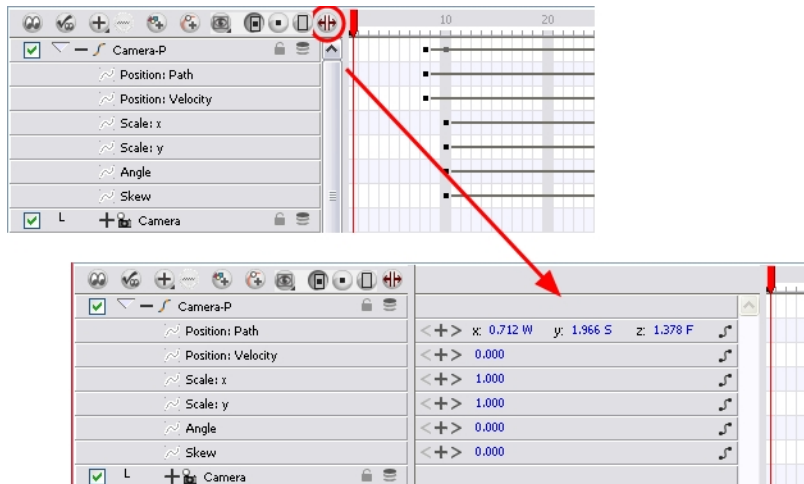 10 20
Camera-P
Position: Path
Position: Velocity
Scale: x
Scale: y
Angle
Skew
Camera
Camera-P
Position: Path x: 0.712 W y: 1.966 S z: 1.378 F
Position: Velocity 0.000
Scale: x 1.000
Scale: y 1.000
Angle 0.000
Skew 0.000
Camera